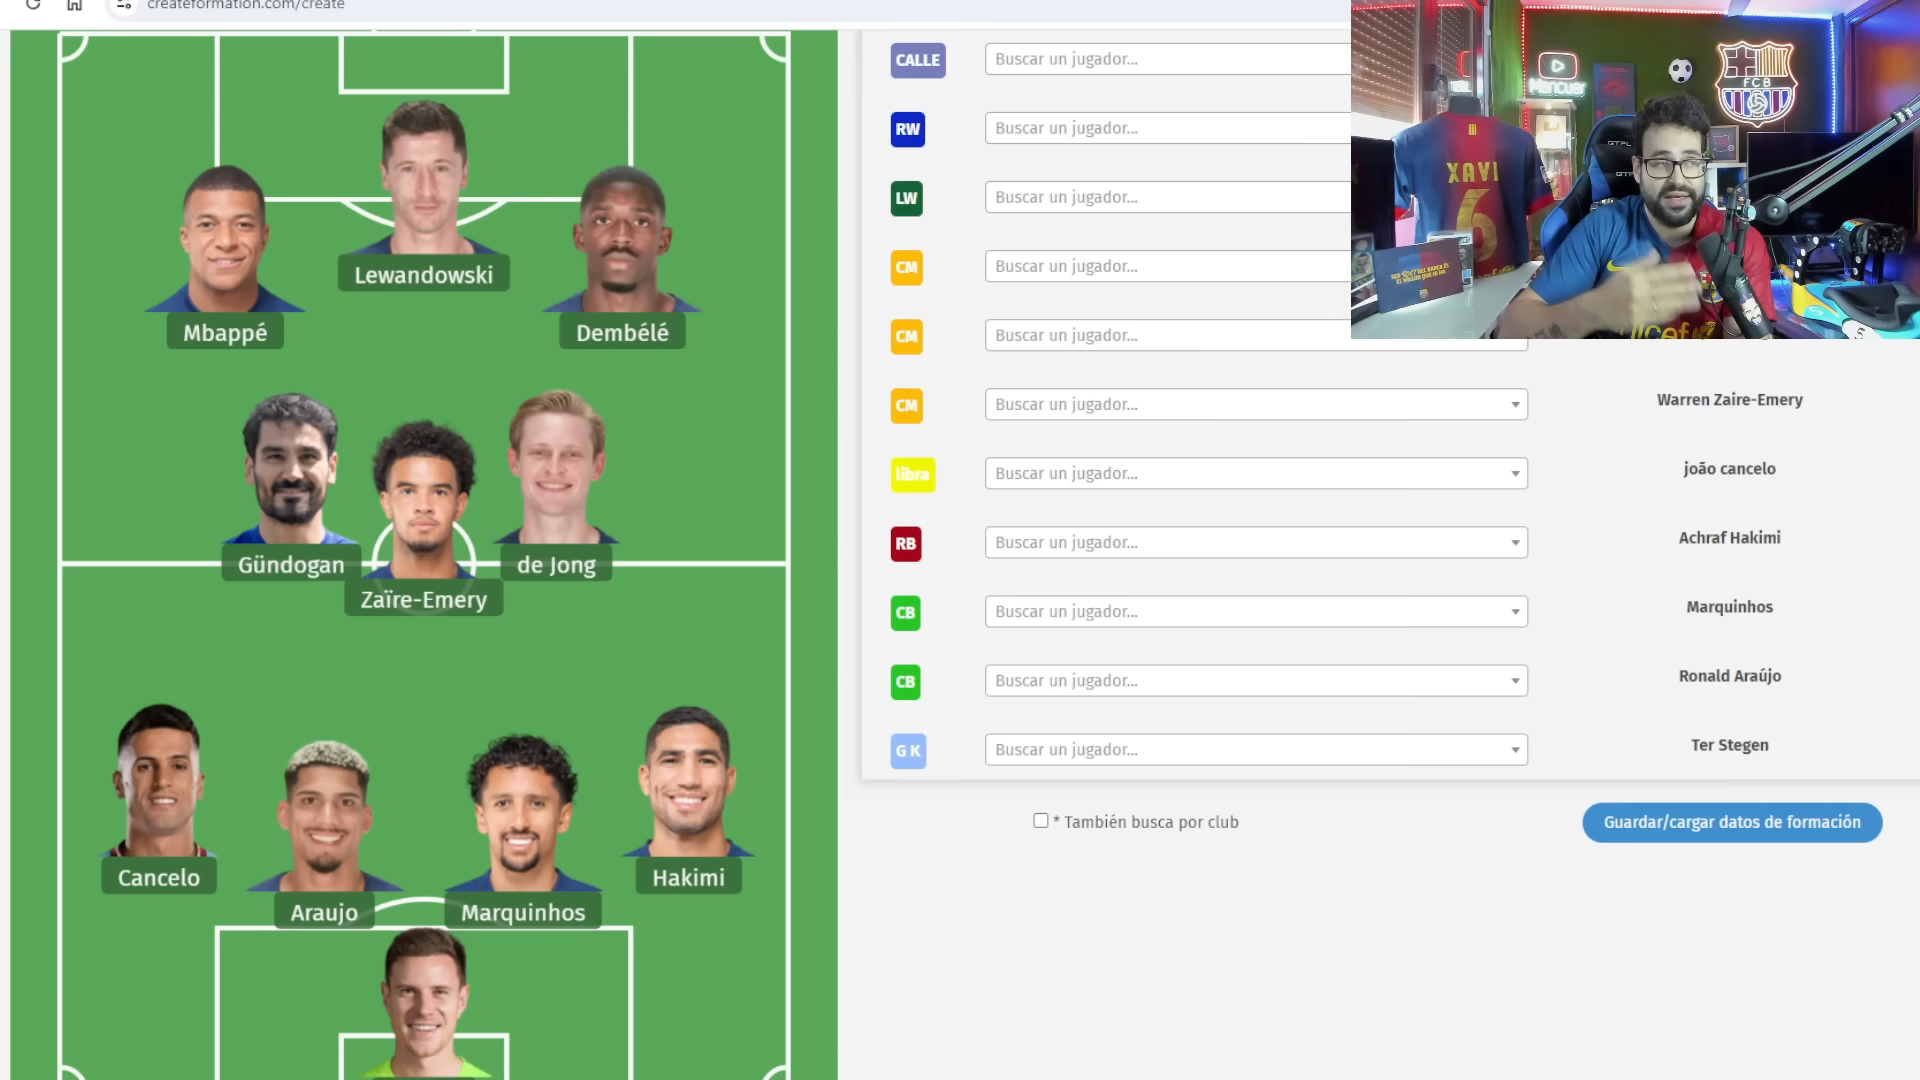 createformation.com/create
Lewandowski
Mbappé
Dembélé
Gündogan
de Jong
Zaïre-Emery
Cancelo
Hakimi
Araujo
Marquinhos
CALLE
Buscar un jugador...
RW
Buscar un jugador...
LW
Buscar un jugador...
CM
Buscar un jugador...
CM
Buscar un jugador...
CM
Buscar un jugador...
Warren Zaire-Emery
libra
Buscar un jugador...
joão cancelo
RB
Buscar un jugador...
Achraf Hakimi
CB
Buscar un jugador...
Marquinhos
CB
Buscar un jugador...
Ronald Araújo
G K
Buscar un jugador...
Ter Stegen
* También busca por club
Guardar/cargar datos de formación
XAVI
6
Mancuer
FCB
GTPL
unicef